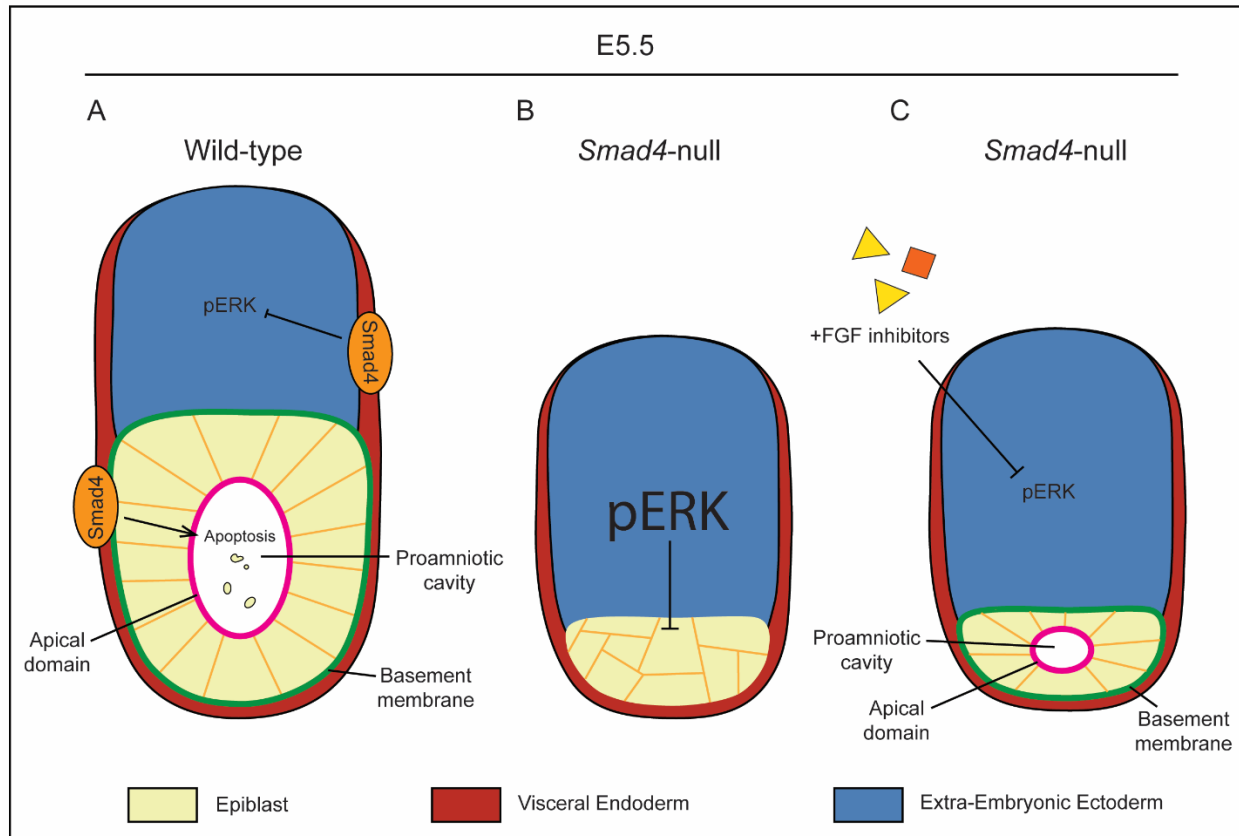 E5.5
A
Wild-type
pERK
Smad4
Smad4
Apoptosis
Proamniotic
cavity
Apical
domain
Basement
membrane
B
Smad4-null
pERK
C
Smad4-null
+FGF inhibitors
pERK
Proamniotic
cavity
Apical
domain
Basement
membrane
Epiblast
Visceral Endoderm
Extra-Embryonic Ectoderm